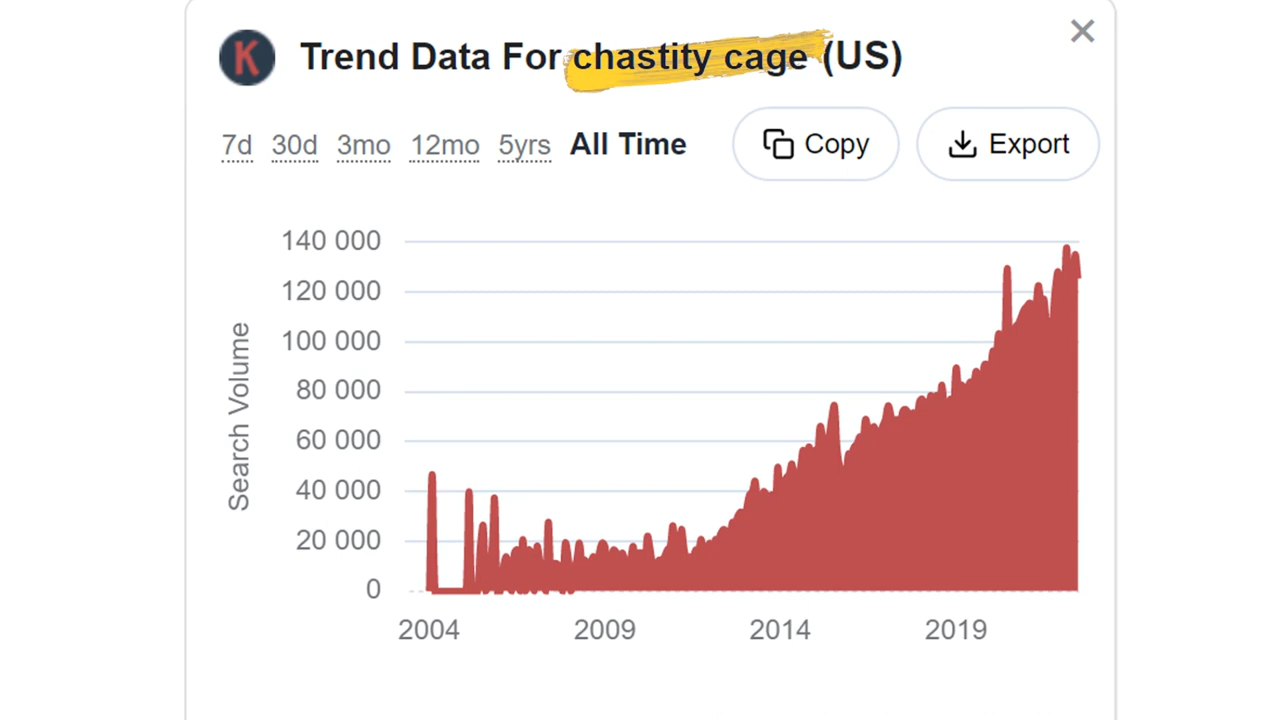 K
Trend Data For chastity cage (US)
×
7d 30d 3mo 12mo 5yrs All Time Copy Export
Search Volume
140 000
120 000
100 000
80 000
60 000
40 000
20 000
0
2004 2009 2014 2019